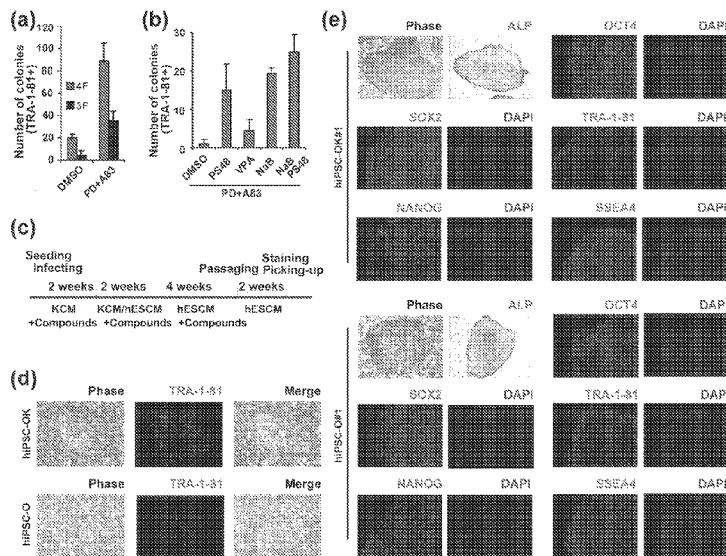 (a)
Number of colonies
(TRA-1-81+)
120
100
80
60
40
20
0
4F
3F
DMSO
PD+A83
(b)
Number of colonies
(TRA-1-81+)
30
20
10
0
DMSO
PS48
VPA
NaB
NaB
PS48
PD+A83
(c)
Seeding
Infecting
Passaging
Staining
Picking-up
2 weeks
2 weeks
4 weeks
2 weeks
KCM
+Compounds
KCM/hESCM
+Compounds
hESCM
+Compounds
hESCM
(d)
Phase
TRA-1-81
Merge
hiPSC-OK
Phase
TRA-1-81
Merge
hiPSC-O
(e)
Phase
ALP
OCT4
DAPI
SOX2
DAPI
TRA-1-81
DAPI
hiPSC-OK#1
NANOG
DAPI
SSEA4
DAPI
Phase
ALP
OCT4
DAPI
SOX2
DAPI
TRA-1-81
DAPI
hiPSC-O#1
NANOG
DAPI
SSEA4
DAPI